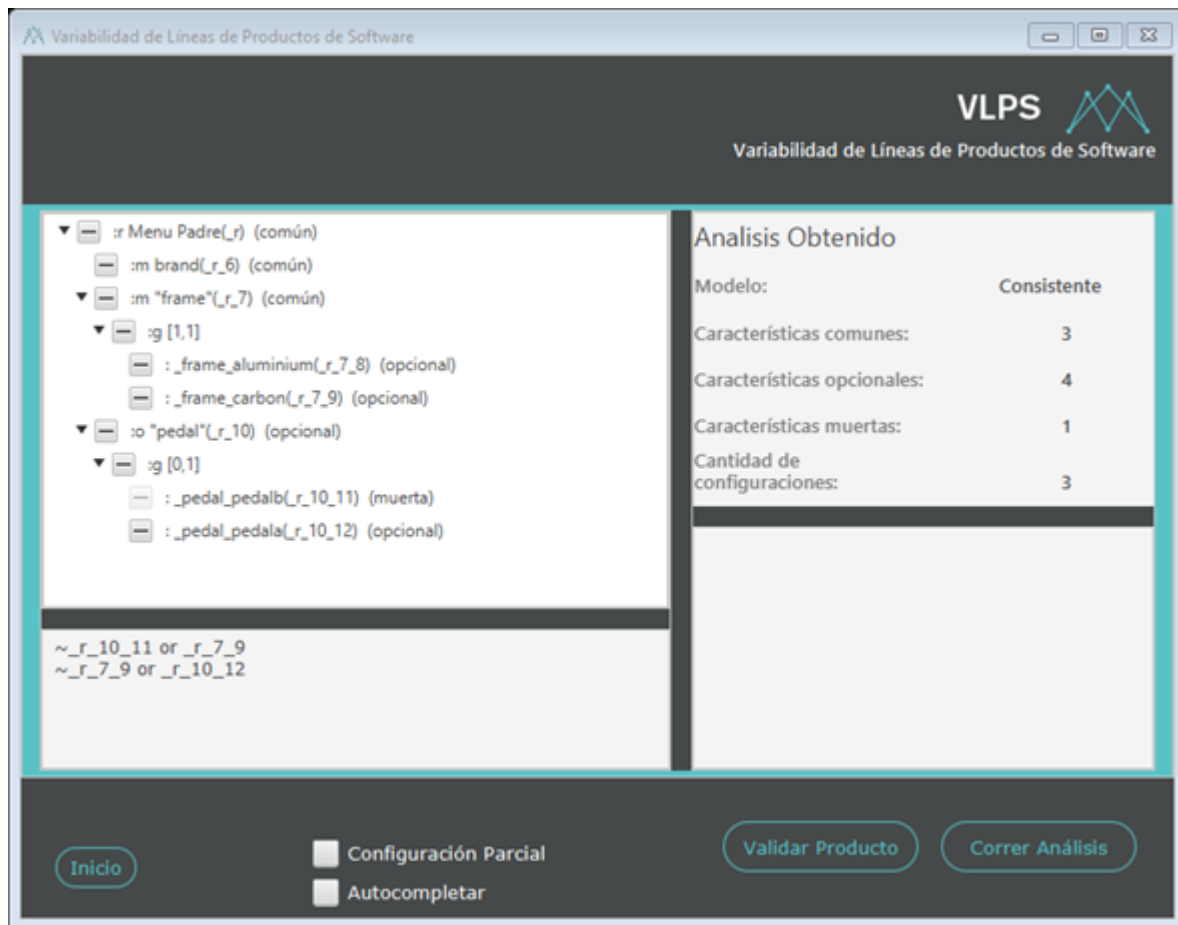 Variabilidad de Líneas de Productos de Software
VLPS
Variabilidad de Líneas de Productos de Software
:r Menu Padre(_r) (común)
:m brand(_r_6) (común)
:m "frame"(_r_7) (común)
:g [1,1]
: _frame_aluminium(_r_7_8) (opcional)
: _frame_carbon(_r_7_9) (opcional)
:o "pedal"(_r_10) (opcional)
:g [0,1]
: _pedal_pedalb(_r_10_11) (muerta)
: _pedal_pedala(_r_10_12) (opcional)
~_r_10_11 or _r_7_9
~_r_7_9 or _r_10_12
Analisis Obtenido
Modelo: Consistente
Características comunes: 3
Características opcionales: 4
Características muertas: 1
Cantidad de
configuraciones: 3
Inicio
Configuración Parcial
Autocompletar
Validar Producto
Correr Análisis